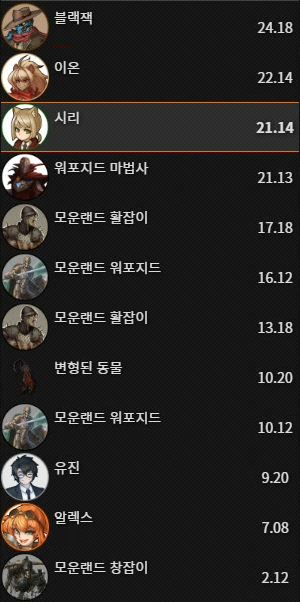 블랙잭
24.18
이온
22.14
시리
21.14
워포지드 마법사
21.13
모운랜드 활잡이
17.18
모운랜드 워포지드
16.12
모운랜드 활잡이
13.18
변형된 동물
10.20
모운랜드 워포지드
10.12
유진
9.20
알렉스
7.08
모운랜드 창잡이
2.12